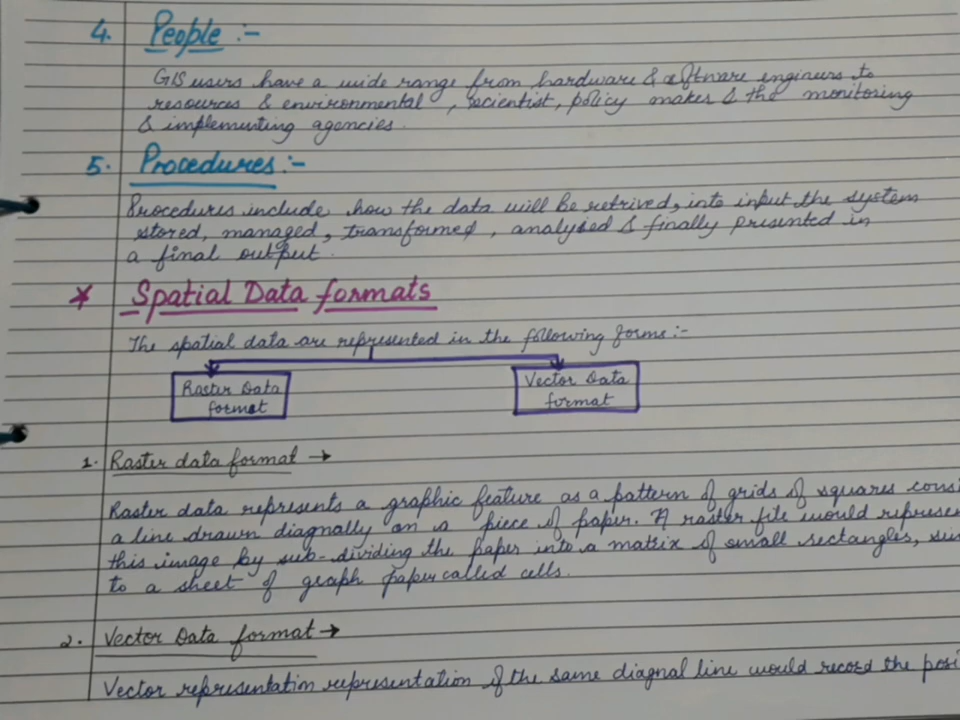 4. People :-
GIS users have a wide range from hardware & software engineers to
resources & environmental, scientist, policy makes & the monitoring
& implementing agencies.
5. Procedures :-
Procedures include how the data will be retrived, into input the system
stored, managed, transformed, analysed & finally presented in
a final output.
* Spatial Data formats
The spatial data are represented in the following forms :-
Raster Data format
Vector Data format
1. Raster data format →
Raster data represents a graphic feature as a pattern of grids of squares consi
a line drawn diagnally on a piece of paper. A raster file would represen
this image by sub-dividing the paper into a matrix of small rectangles, sim
to a sheet of graph paper called cells.
2. Vector Data format →
Vector representation representation of the same diagnal line would record the posi